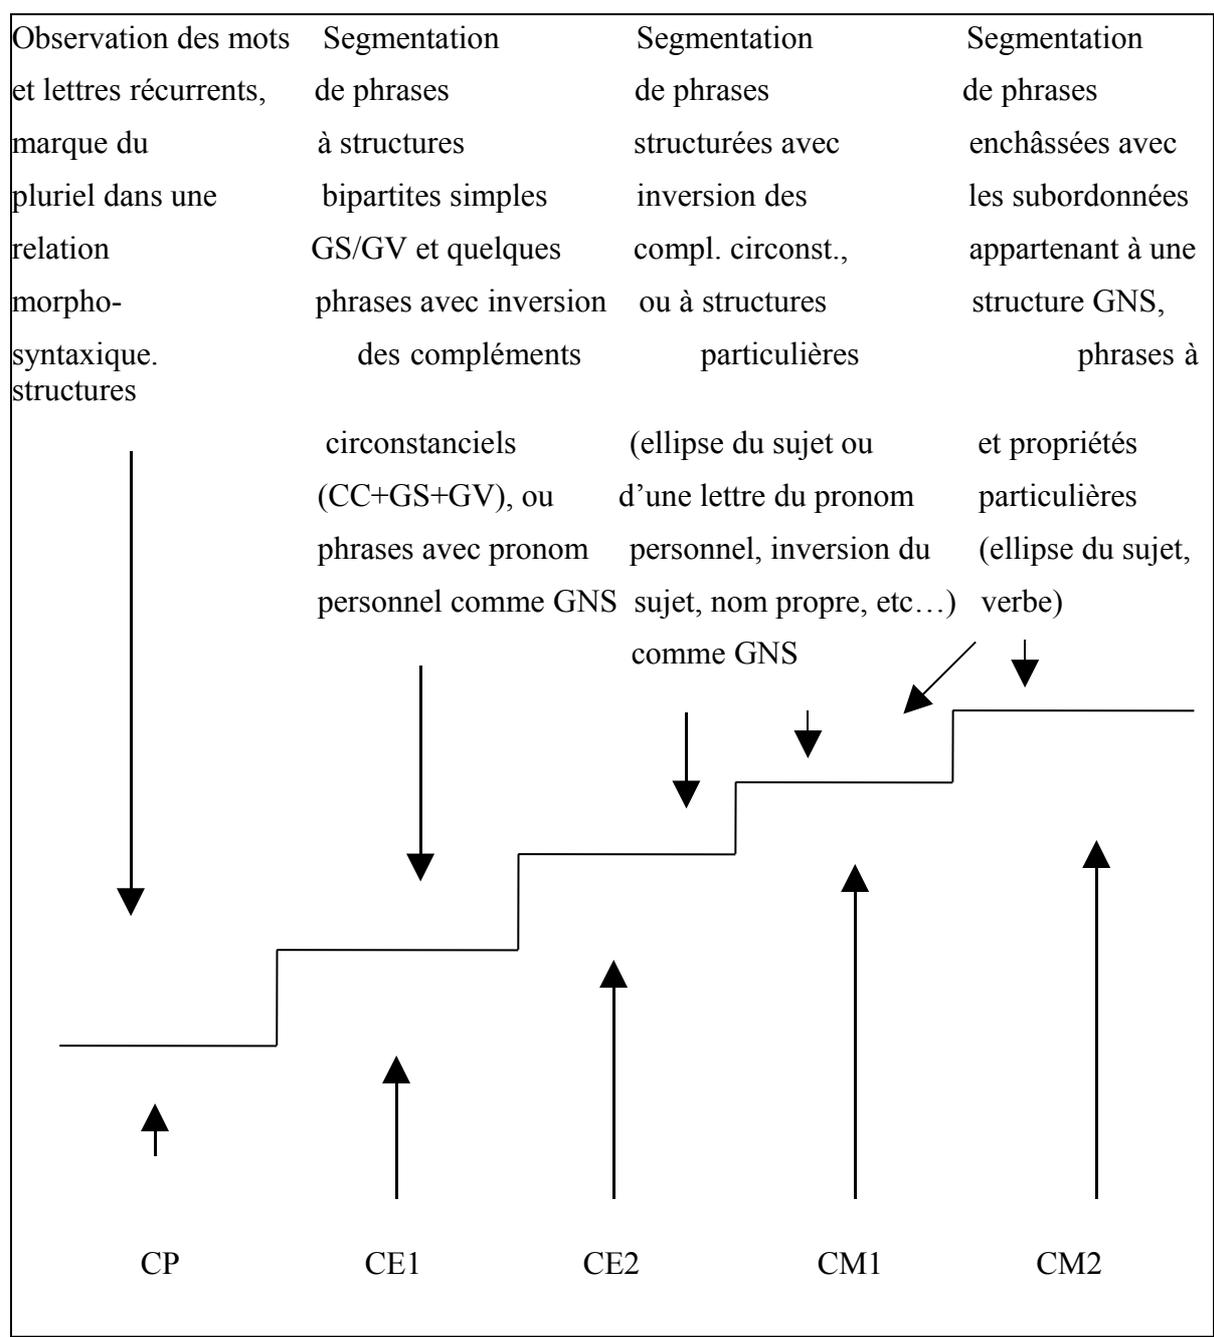 Observation des mots
et lettres récurrents,
marque du
pluriel dans une
relation
morpho-
syntaxique.
structures
Segmentation
de phrases
à structures
bipartites simples
GS/GV et quelques
phrases avec inversion
des compléments
circonstanciels
(CC+GS+GV), ou
phrases avec pronom
personnel comme GNS
Segmentation
de phrases
structurées avec
inversion des
compl. circonst.,
ou à structures
particulières
(ellipse du sujet ou
d’une lettre du pronom
personnel, inversion du
sujet, nom propre, etc…)
comme GNS
Segmentation
de phrases
enchâssées avec
les subordonnées
appartenant à une
structure GNS,
phrases à
et propriétés
particulières
(ellipse du sujet,
verbe)
CP
CE1
CE2
CM1
CM2